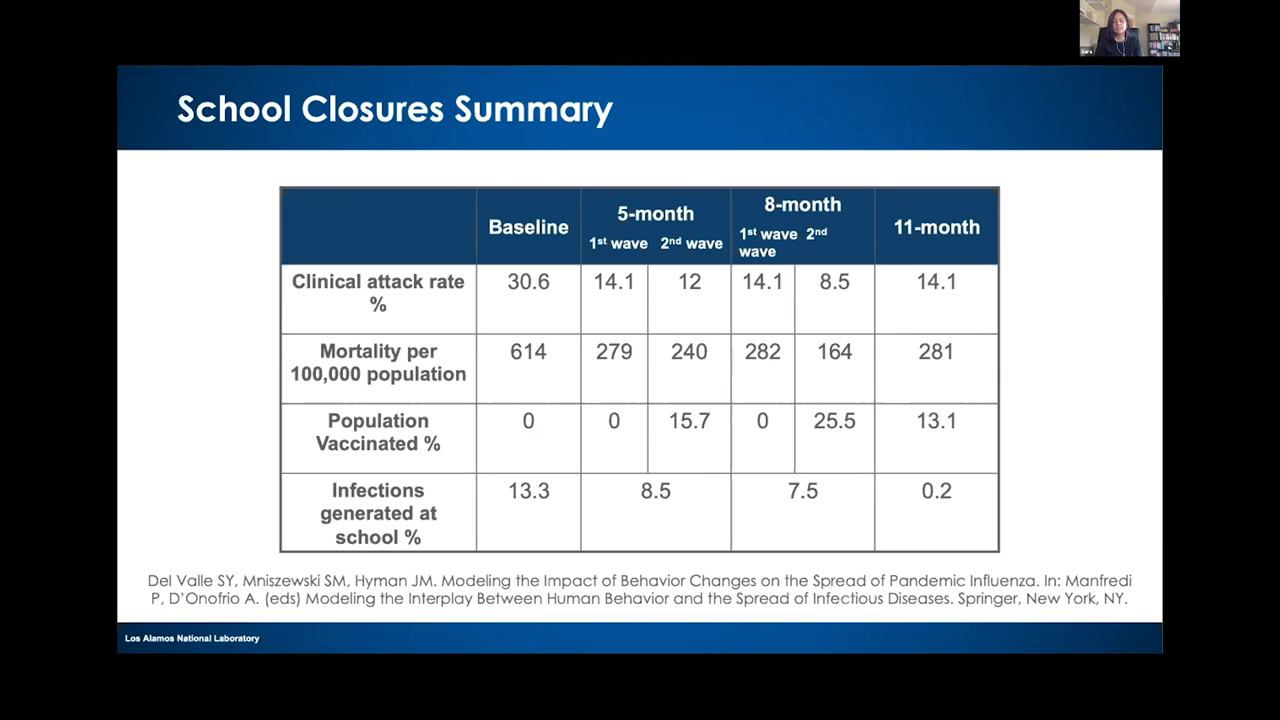 Sara
School Closures Summary
Baseline
5-month
1st wave 2nd wave
8-month
1st wave 2nd
wave
11-month
Clinical attack rate
%
30.6
14.1
12
14.1
8.5
14.1
Mortality per
100,000 population
614
279
240
282
164
281
Population
Vaccinated %
0
0
15.7
0
25.5
13.1
Infections
generated at
school %
13.3
8.5
7.5
0.2
Del Valle SY, Mniszewski SM, Hyman JM. Modeling the Impact of Behavior Changes on the Spread of Pandemic Influenza. In: Manfredi
P, D'Onofrio A. (eds) Modeling the Interplay Between Human Behavior and the Spread of Infectious Diseases. Springer, New York, NY.
Los Alamos National Laboratory